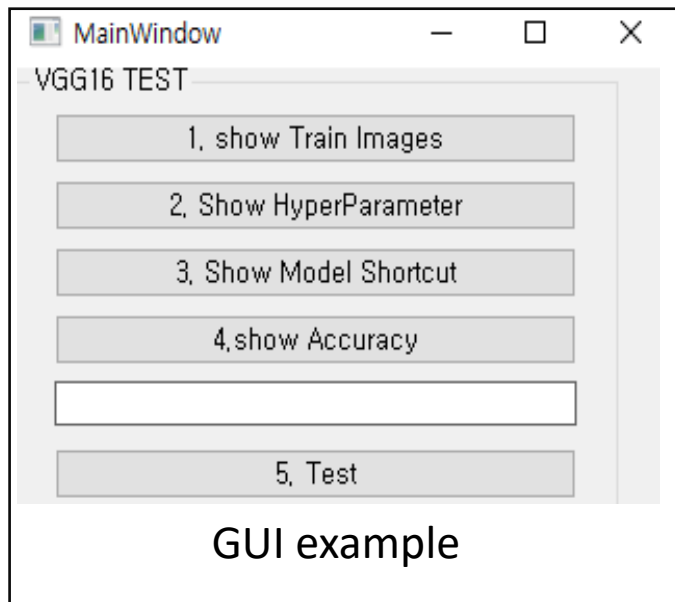 MainWindow
VGG16 TEST
1, show Train Images
2, Show HyperParameter
3, Show Model Shortcut
4,show Accuracy
5, Test
GUI example